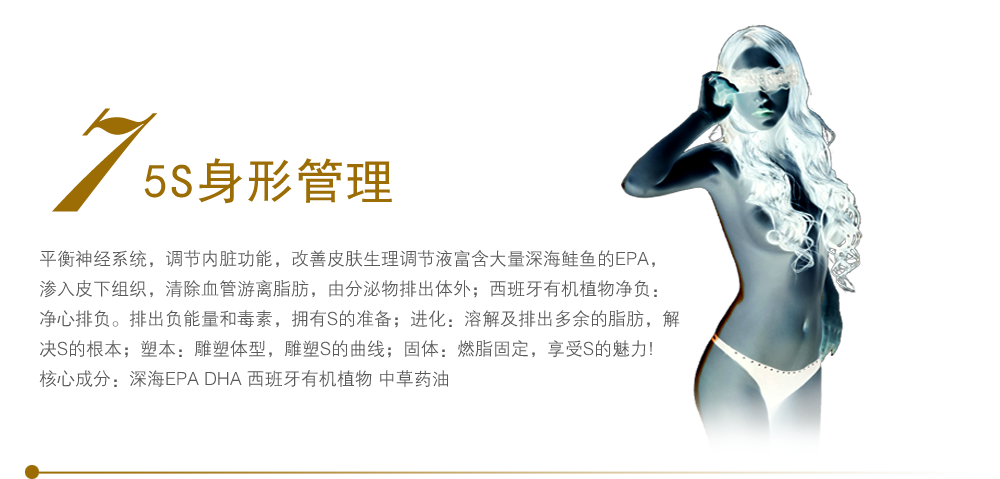 7 5S身形管理
平衡神经系统，调节内脏功能，改善皮肤生理调节液富含大量深海鲑鱼的EPA，
渗入皮下组织，清除血管游离脂肪，由分泌物排出体外；西班牙有机植物净负：
净心排负。排出负能量和毒素，拥有S的准备；进化：溶解及排出多余的脂肪，解
决S的根本；塑本：雕塑体型，雕塑S的曲线；固体：燃脂固定，享受S的魅力!
核心成分：深海EPA DHA 西班牙有机植物 中草药油